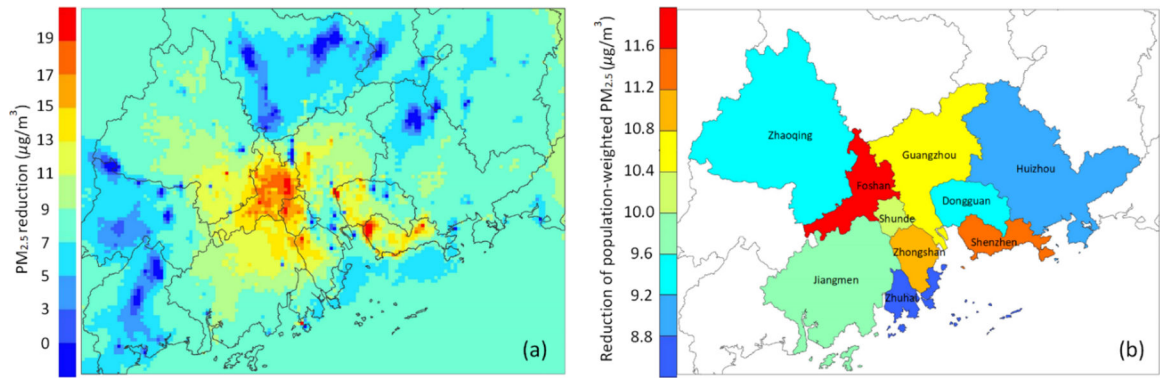 PM2.5 reduction (µg/m³)
19
17
15
13
11
9
7
5
3
0
(a)
Reduction of population-weighted PM2.5 (µg/m³)
11.6
11.2
10.8
10.4
10.0
9.6
9.2
8.8
Zhaoqing
Guangzhou
Huizhou
Foshan
Dongguan
Shunde
Shenzhen
Zhongshan
Jiangmen
Zhuhai
(b)